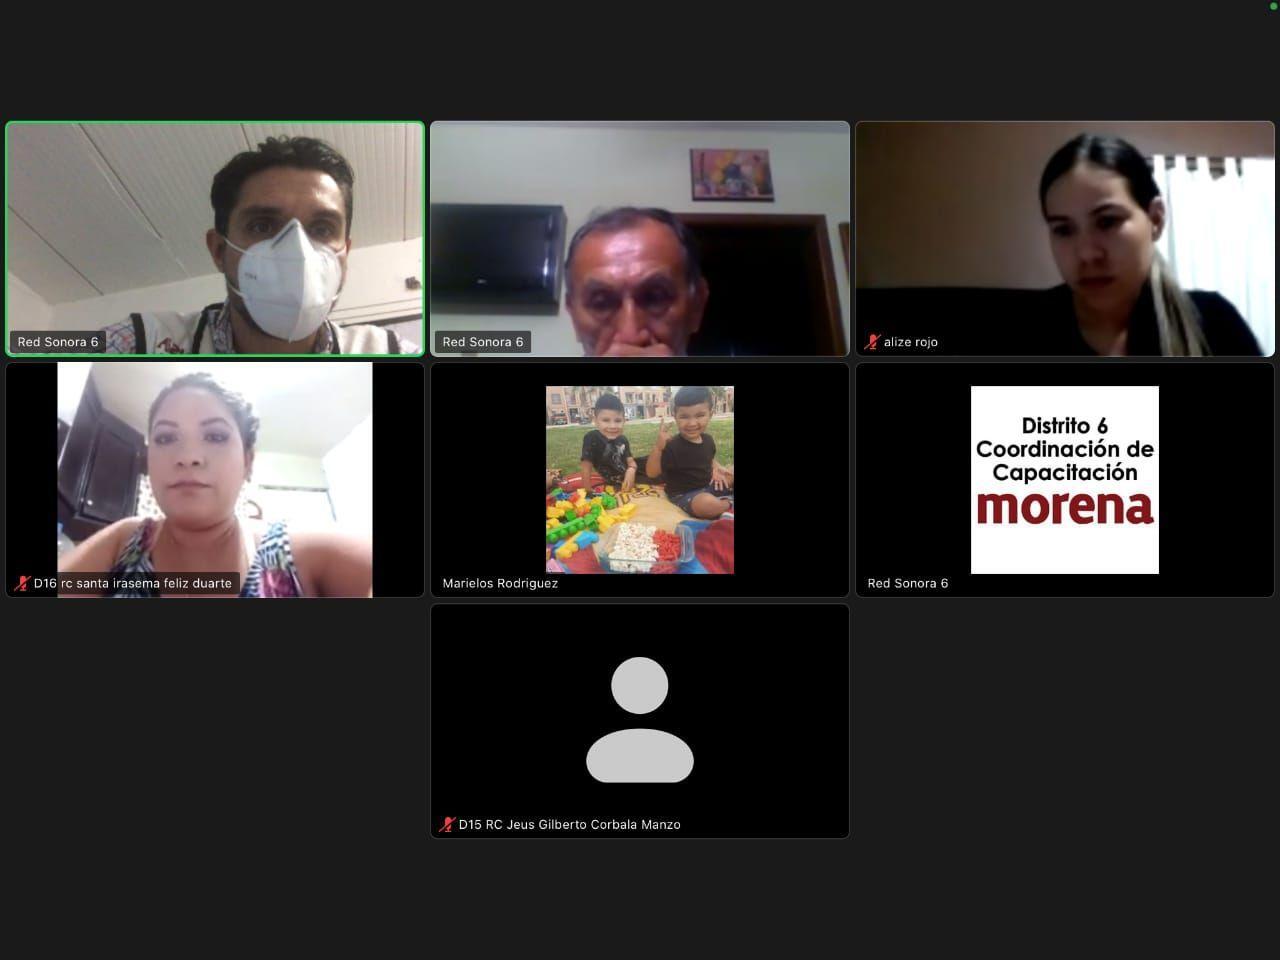 Red Sonora 6
Red Sonora 6
alize rojo
D16 rc santa irasema feliz duarte
Marielos Rodriguez
Distrito 6
Coordinación de
Capacitación
morena
Red Sonora 6
D15 RC Jeus Gilberto Corbala Manzo